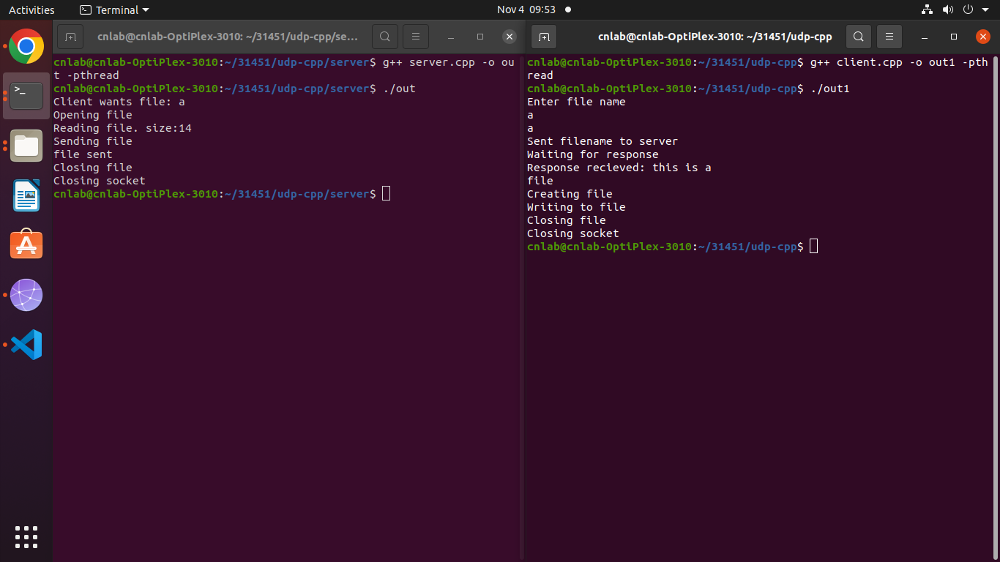 Activities
Terminal
Nov 4 09:53
cnlab@cnlab-OptiPlex-3010: ~/31451/udp-cpp/se...
cnlab@cnlab-OptiPlex-3010:~/31451/udp-cpp/server$ g++ server.cpp -o ou
t -pthread
cnlab@cnlab-OptiPlex-3010:~/31451/udp-cpp/server$ ./out
Client wants file: a
Opening file
Reading file. size:14
Sending file
file sent
Closing file
Closing socket
cnlab@cnlab-OptiPlex-3010:~/31451/udp-cpp/server$
cnlab@cnlab-OptiPlex-3010: ~/31451/udp-cpp
cnlab@cnlab-OptiPlex-3010:~/31451/udp-cpp$ g++ client.cpp -o out1 -pth
read
cnlab@cnlab-OptiPlex-3010:~/31451/udp-cpp$ ./out1
Enter file name
a
a
Sent filename to server
Waiting for response
Response recieved: this is a
file
Creating file
Writing to file
Closing file
Closing socket
cnlab@cnlab-OptiPlex-3010:~/31451/udp-cpp$